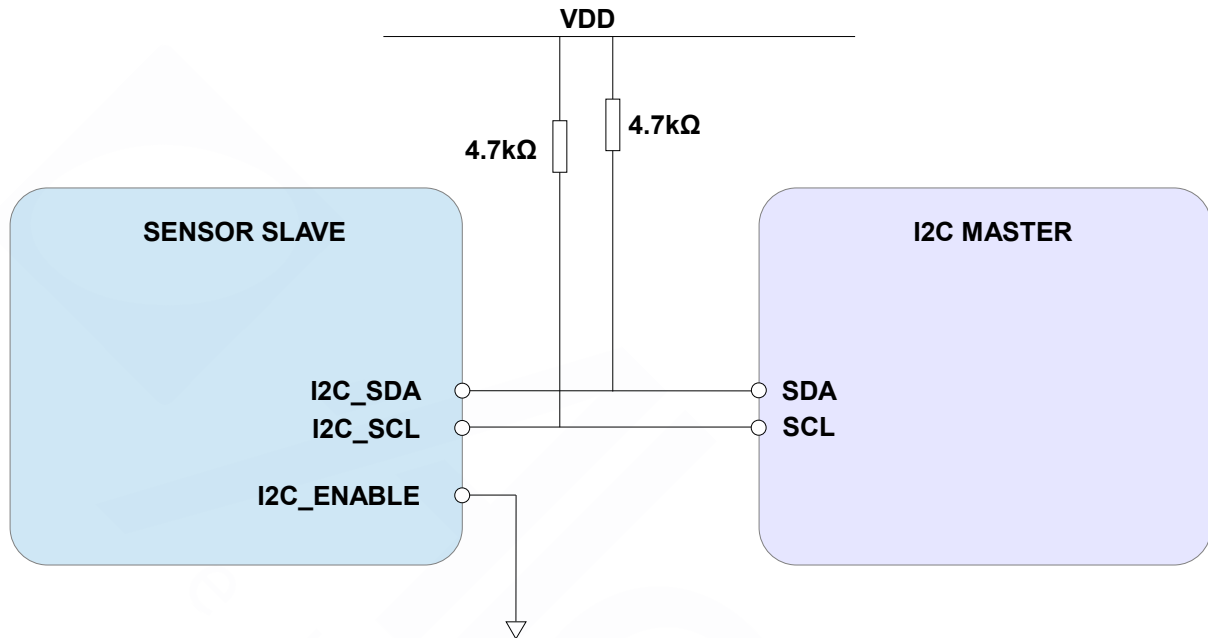 VDD
4.7kΩ
4.7kΩ
SENSOR SLAVE
I2C MASTER
I2C_SDA
SDA
I2C_SCL
SCL
I2C_ENABLE